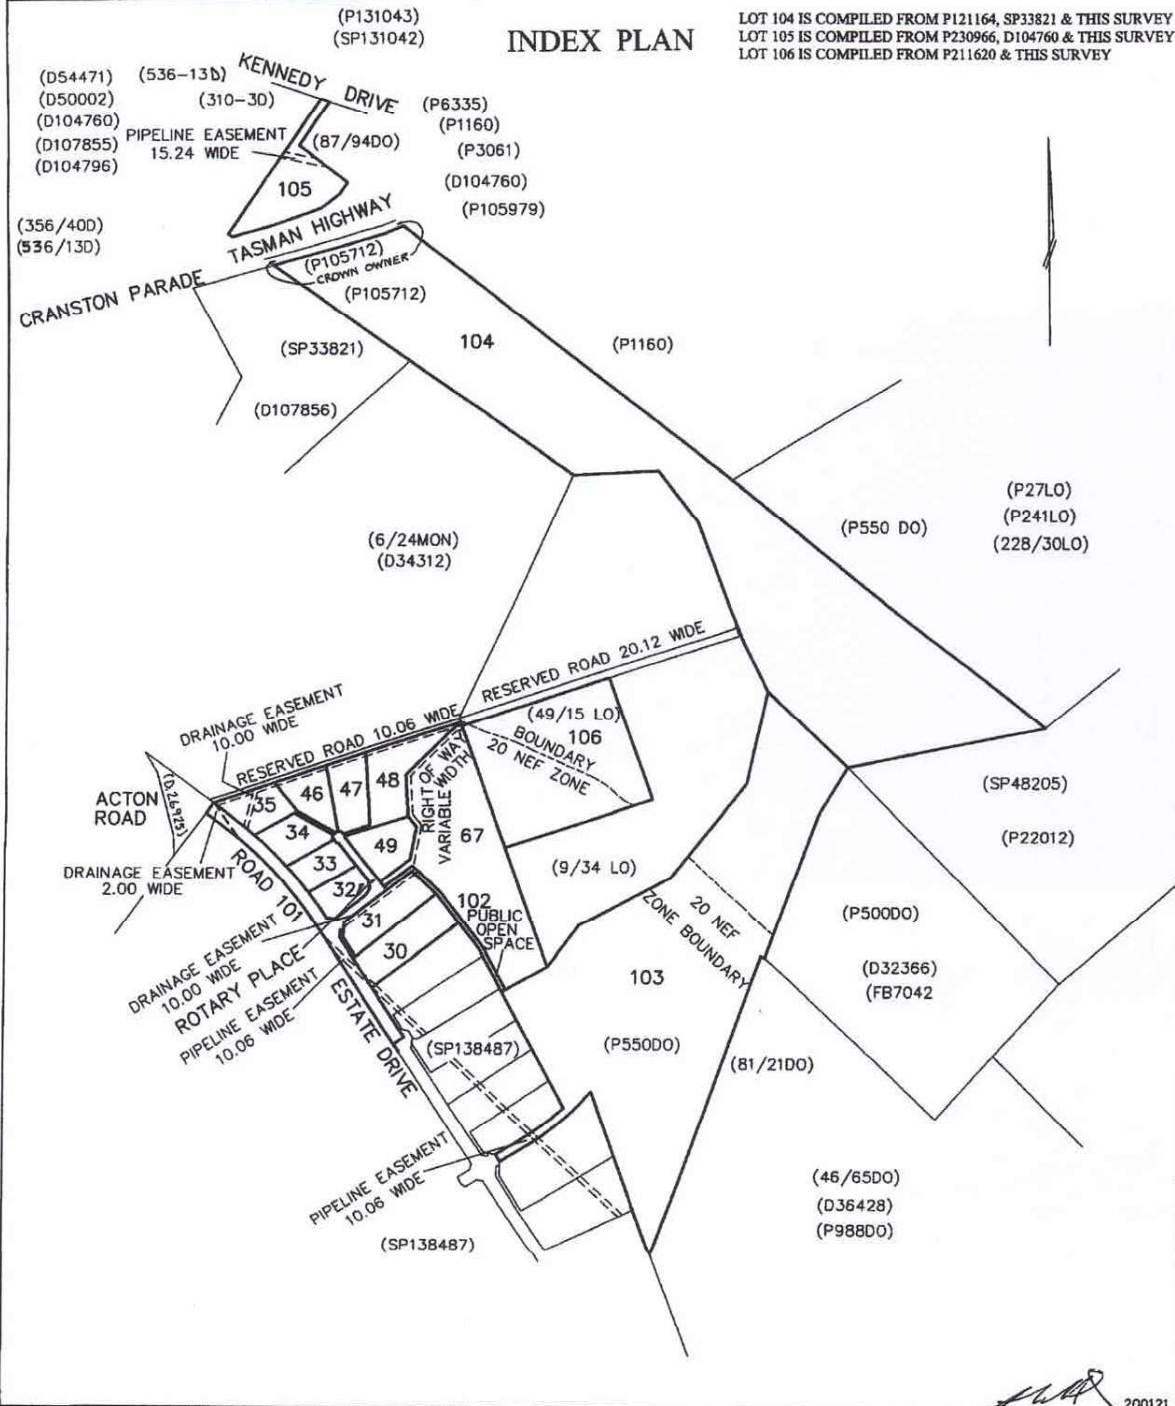 (P131043)
(SP131042)
INDEX PLAN
LOT 104 IS COMPILED FROM P121164, SP33821 & THIS SURVEY
LOT 105 IS COMPILED FROM P230966, D104760 & THIS SURVEY
LOT 106 IS COMPILED FROM P211620 & THIS SURVEY
(D54471)
(D50002)
(D104760)
(D107855)
(D104796)
(536-13D)
(310-3D)
KENNEDY DRIVE
PIPELINE EASEMENT
15.24 WIDE
(87/94DO)
(P6335)
(P1160)
(P3061)
(D104760)
(P105979)
105
(356/40D)
(536/13D)
TASMAN HIGHWAY
CRANSTON PARADE
(P105712)
CROWN OWNER
(P105712)
104
(SP33821)
(P1160)
(D107856)
(6/24MON)
(D34312)
(P550 DO)
(P27LO)
(P241LO)
(228/30LO)
RESERVED ROAD 20.12 WIDE
DRAINAGE EASEMENT
10.00 WIDE
RESERVED ROAD 10.06 WIDE
(49/15 LO)
106
BOUNDARY
20 NEF ZONE
ACTON
ROAD
(D.26925)
35
46
47
48
RIGHT OF WAY
VARIABLE WIDTH
34
49
67
33
32
DRAINAGE EASEMENT
2.00 WIDE
ROAD 101
(9/34 LO)
(SP48205)
(P22012)
31
30
102
PUBLIC
OPEN
SPACE
20 NEF
ZONE BOUNDARY
103
(P500DO)
(D32366)
(FB7042
DRAINAGE EASEMENT
10.00 WIDE
ROTARY PLACE
PIPELINE EASEMENT
10.06 WIDE
ESTATE DRIVE
(SP138487)
(P550DO)
(81/21DO)
PIPELINE EASEMENT
10.06 WIDE
(SP138487)
(46/65DO)
(D36428)
(P988DO)
200121